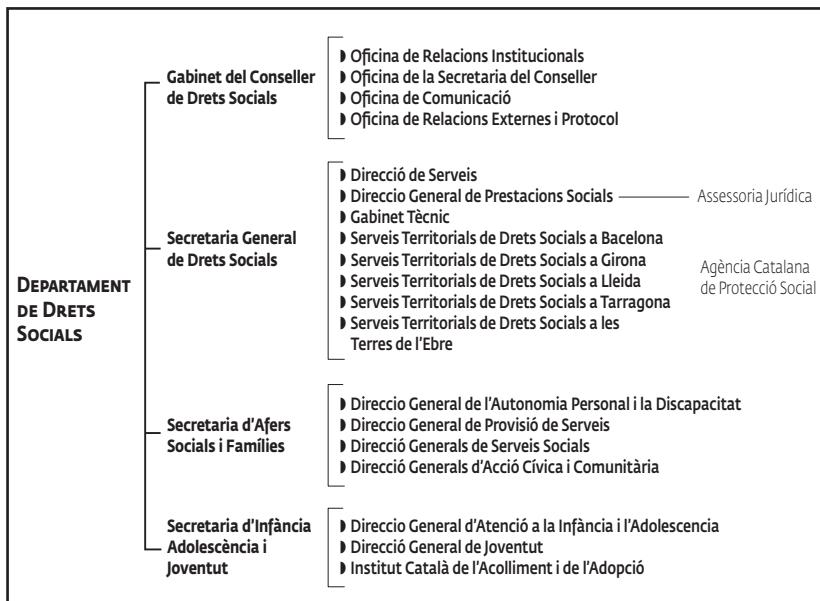 DEPARTAMENT
DE DRETS
SOCIALS
Gabinet del Conseller
de Drets Socials
◗ Oficina de Relacions Institucionals
◗ Oficina de la Secretaria del Conseller
◗ Oficina de Comunicació
◗ Oficina de Relacions Externes i Protocol
Secretaria General
de Drets Socials
◗ Direcció de Serveis
◗ Direccio General de Prestacions Socials
Assessoria Jurídica
◗ Gabinet Tècnic
◗ Serveis Territorials de Drets Socials a Bacelona
◗ Serveis Territorials de Drets Socials a Girona
◗ Serveis Territorials de Drets Socials a Lleida
◗ Serveis Territorials de Drets Socials a Tarragona
◗ Serveis Territorials de Drets Socials a les
Terres de l'Ebre
Agència Catalana
de Protecció Social
Secretaria d'Afers
Socials i Famílies
◗ Direccio General de l'Autonomia Personal i la Discapacitat
◗ Direccio General de Provisió de Serveis
◗ Direcció Generals de Serveis Socials
◗ Direcció Generals d'Acció Cívica i Comunitària
Secretaria d'Infància
Adolescència i
Joventut
◗ Direccio General d'Atenció a la Infància i l'Adolescencia
◗ Direcció General de Joventut
◗ Institut Català de l'Acolliment i de l'Adopció